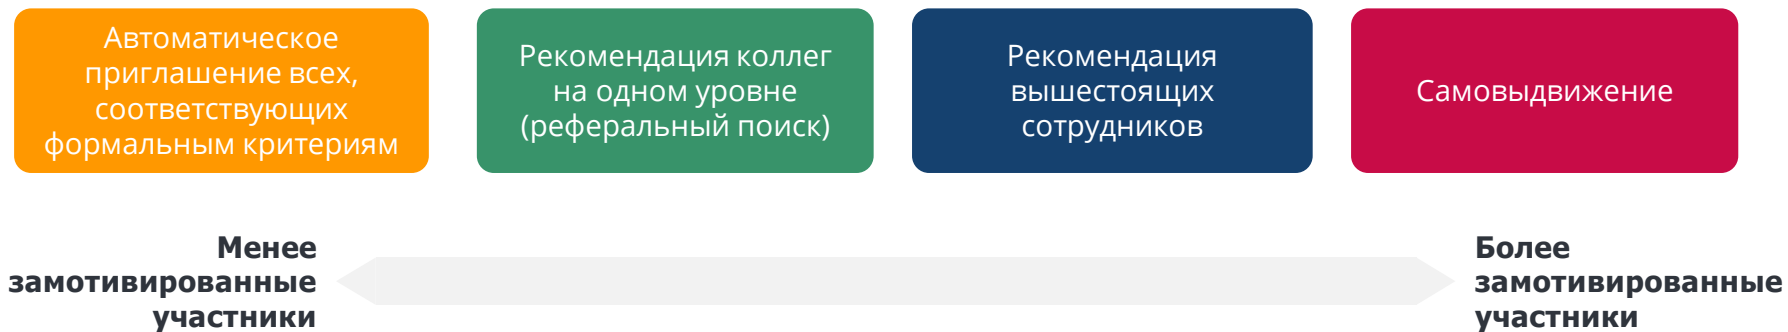 Автоматическое
приглашение всех,
соответствующих
формальным критериям
Рекомендация коллег
на одном уровне
(реферальный поиск)
Рекомендация
вышестоящих
сотрудников
Самовыдвижение
Менее
замотивированные
участники
Более
замотивированные
участники